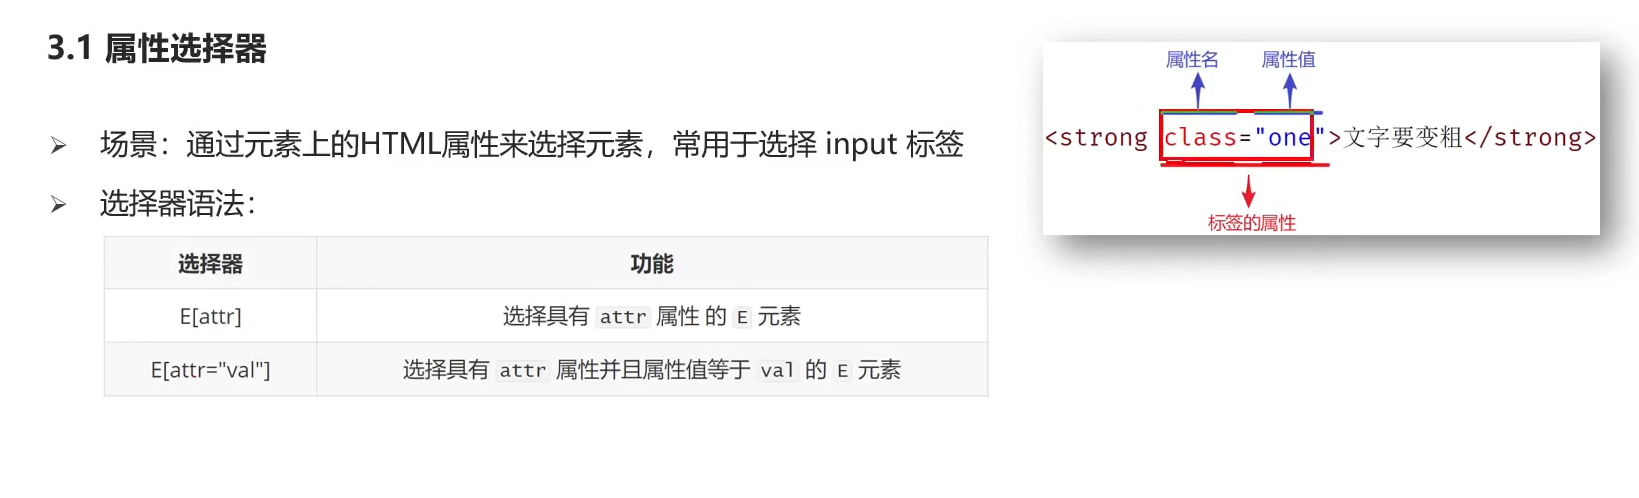 3.1 属性选择器
场景：通过元素上的HTML属性来选择元素，常用于选择 input 标签
选择器语法：
选择器 功能
E[attr] 选择具有 attr 属性 的 E 元素
E[attr="val"] 选择具有 attr 属性并且属性值等于 val 的 E 元素
属性名 属性值
<strong class="one">文字要变粗</strong>
标签的属性